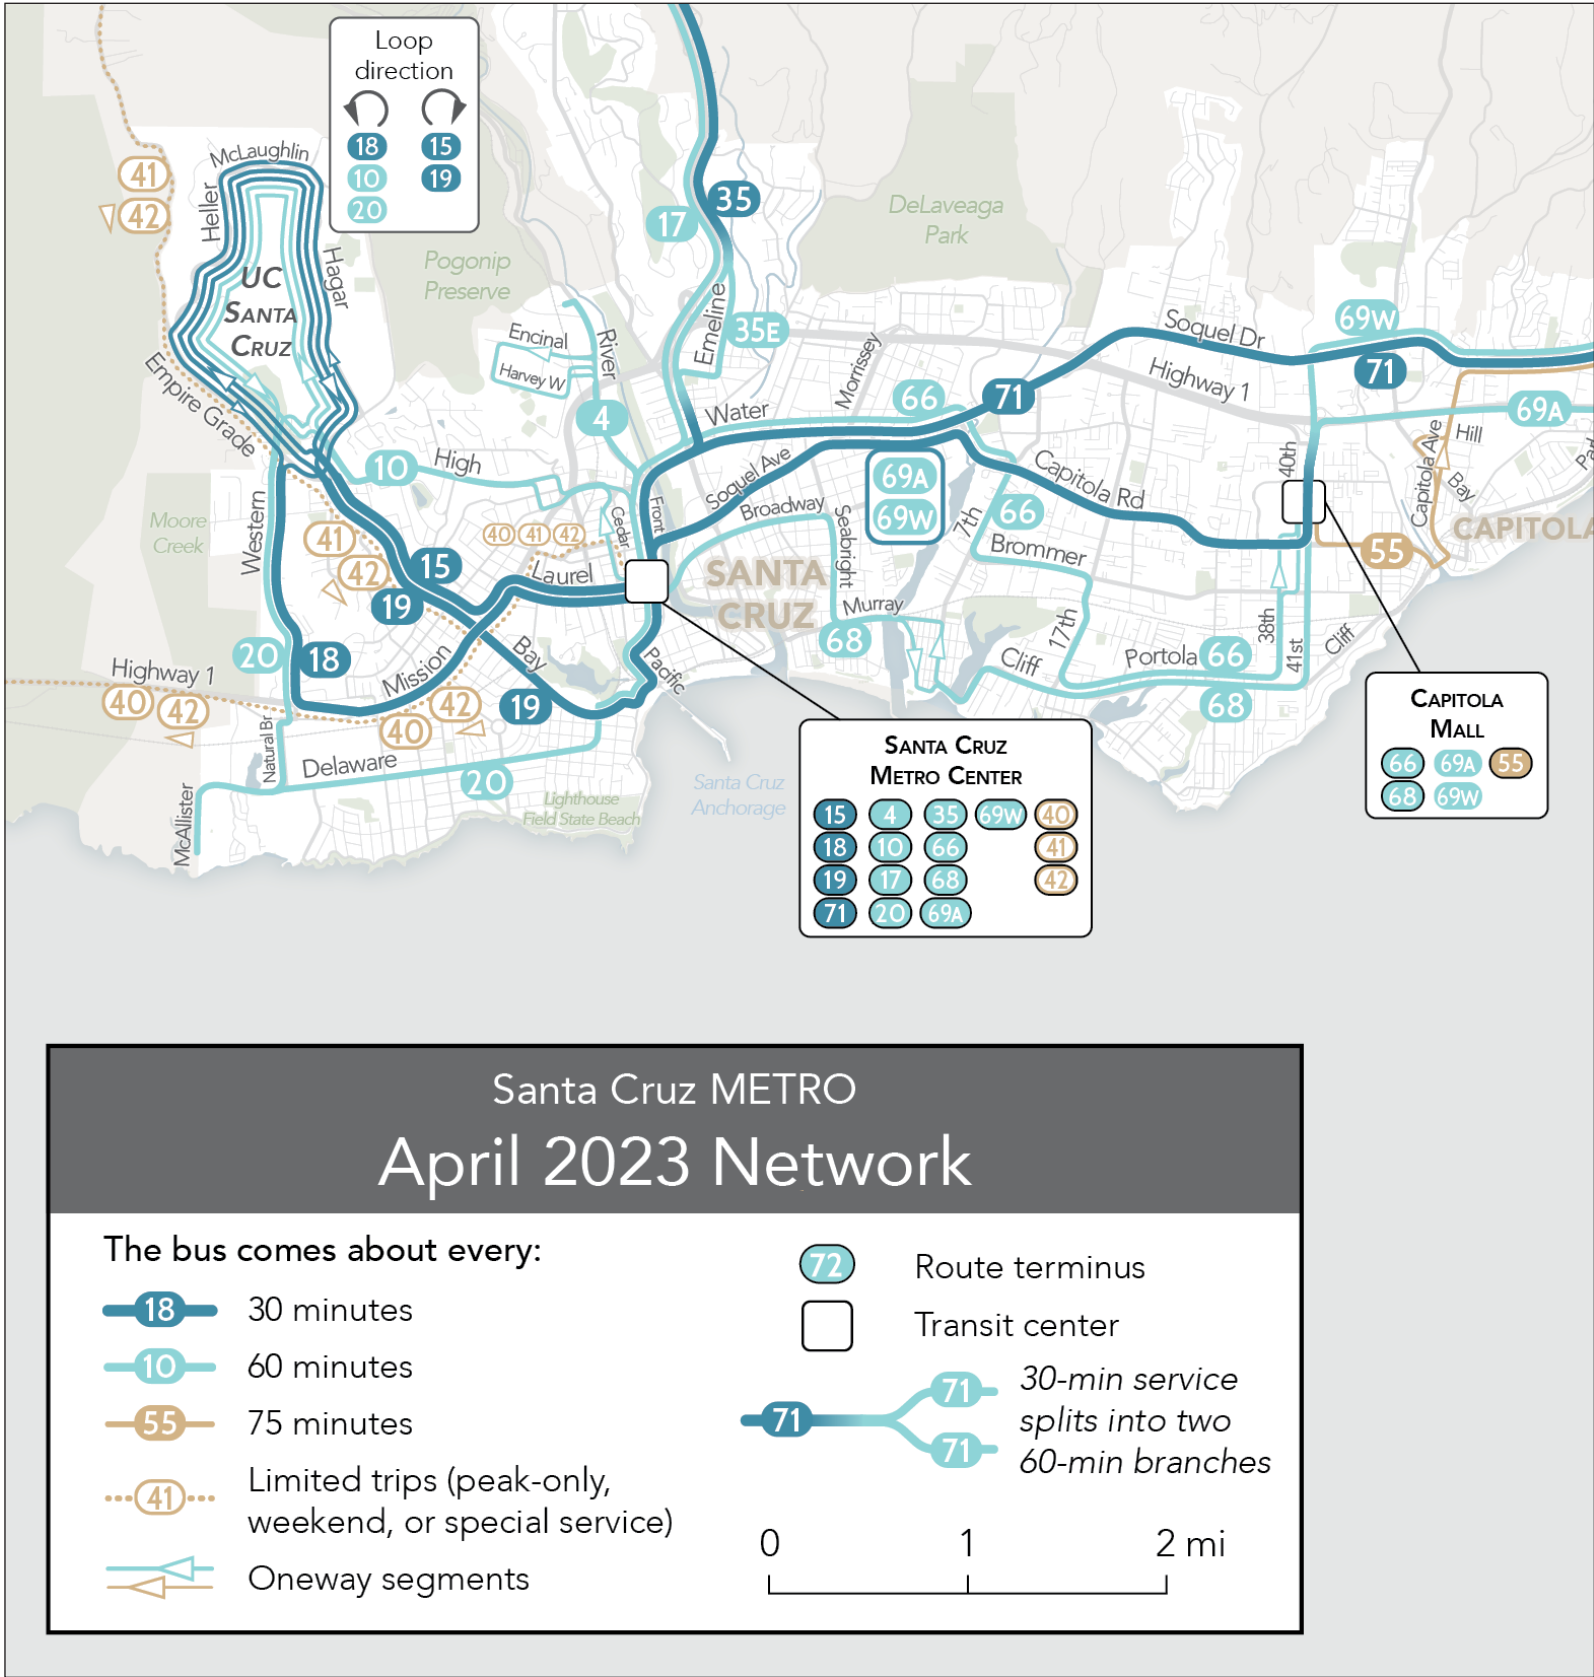 Loop
direction
18
15
10
19
20
McLaughlin
41
42
Heller
Hagar
UC
SANTA
CRUZ
Empire Grade
Pogonip
Preserve
17
35
DeLaveaga
Park
Emeline
35E
Encinal
Harvey W
River
4
Morrissey
Water
66
71
Soquel Dr
Highway 1
69W
71
69A
Hill
Bay
Capitola Ave
40th
CAPITOLA
55
10
High
Cedar
Front
Soquel Ave
Broadway
69A
69W
Seabright
7th
66
Capitola Rd
Brommer
Moore
Creek
Western
41
42
40
41
42
15
19
Laurel
SANTA
CRUZ
Murray
68
17th
38th
41st
Cliff
Cliff
Portola
66
68
20
18
Highway 1
40
42
Mission
Bay
42
40
19
Pacific
Natural Br
Delaware
20
McAllister
Lighthouse
Field State Beach
Santa Cruz
Anchorage
SANTA CRUZ
METRO CENTER
15 4 35 69W 40
18 10 66 41
19 17 68 42
71 20 69A
CAPITOLA
MALL
66 69A 55
68 69W
Santa Cruz METRO
April 2023 Network
The bus comes about every:
18 30 minutes
10 60 minutes
55 75 minutes
41 Limited trips (peak-only,
weekend, or special service)
Oneway segments
72 Route terminus
Transit center
71
71
71
30-min service
splits into two
60-min branches
0 1 2 mi